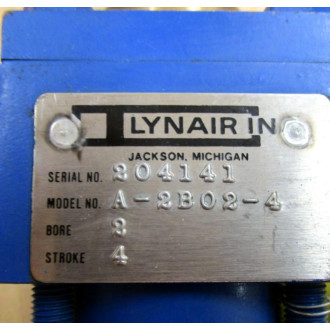 LYNAIR IN
JACKSON, MICHIGAN
SERIAL NO. 204141
MODEL NO. A-2B02-4
BORE 2
STROKE 4